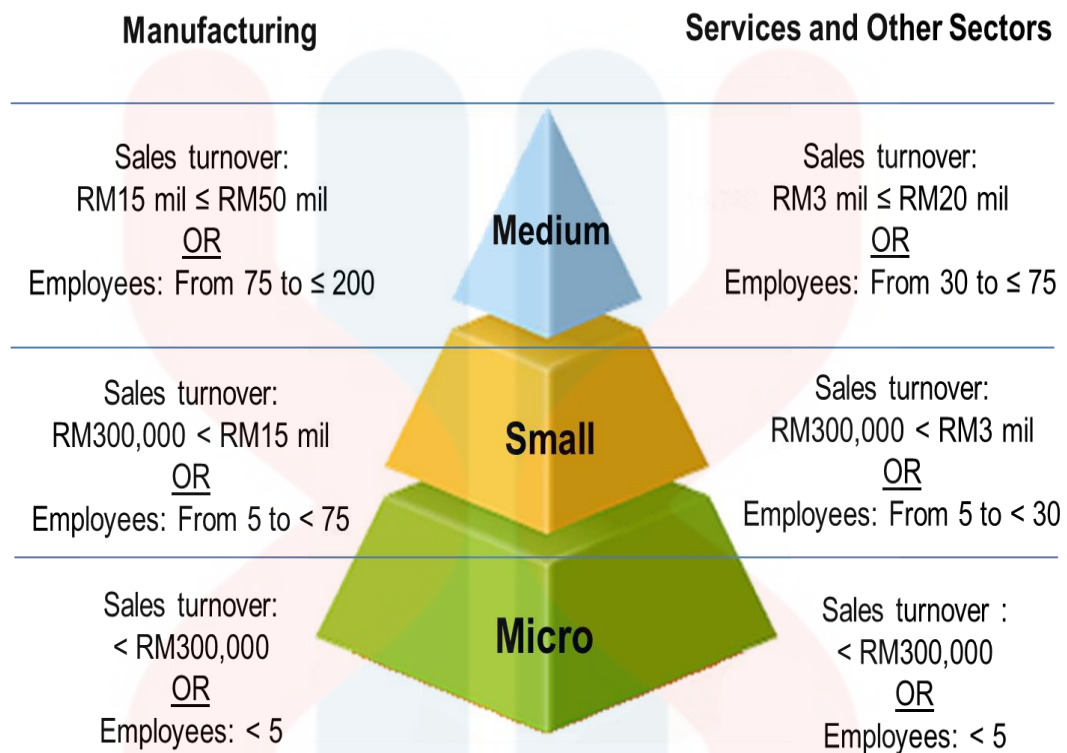 Manufacturing
Services and Other Sectors
Sales turnover:
RM15 mil ≤ RM50 mil
OR
Employees: From 75 to ≤ 200
Medium
Sales turnover:
RM3 mil ≤ RM20 mil
OR
Employees: From 30 to ≤ 75
Sales turnover:
RM300,000 < RM15 mil
OR
Employees: From 5 to < 75
Small
Sales turnover:
RM300,000 < RM3 mil
OR
Employees: From 5 to < 30
Sales turnover:
< RM300,000
OR
Employees: < 5
Micro
Sales turnover :
< RM300,000
OR
Employees: < 5